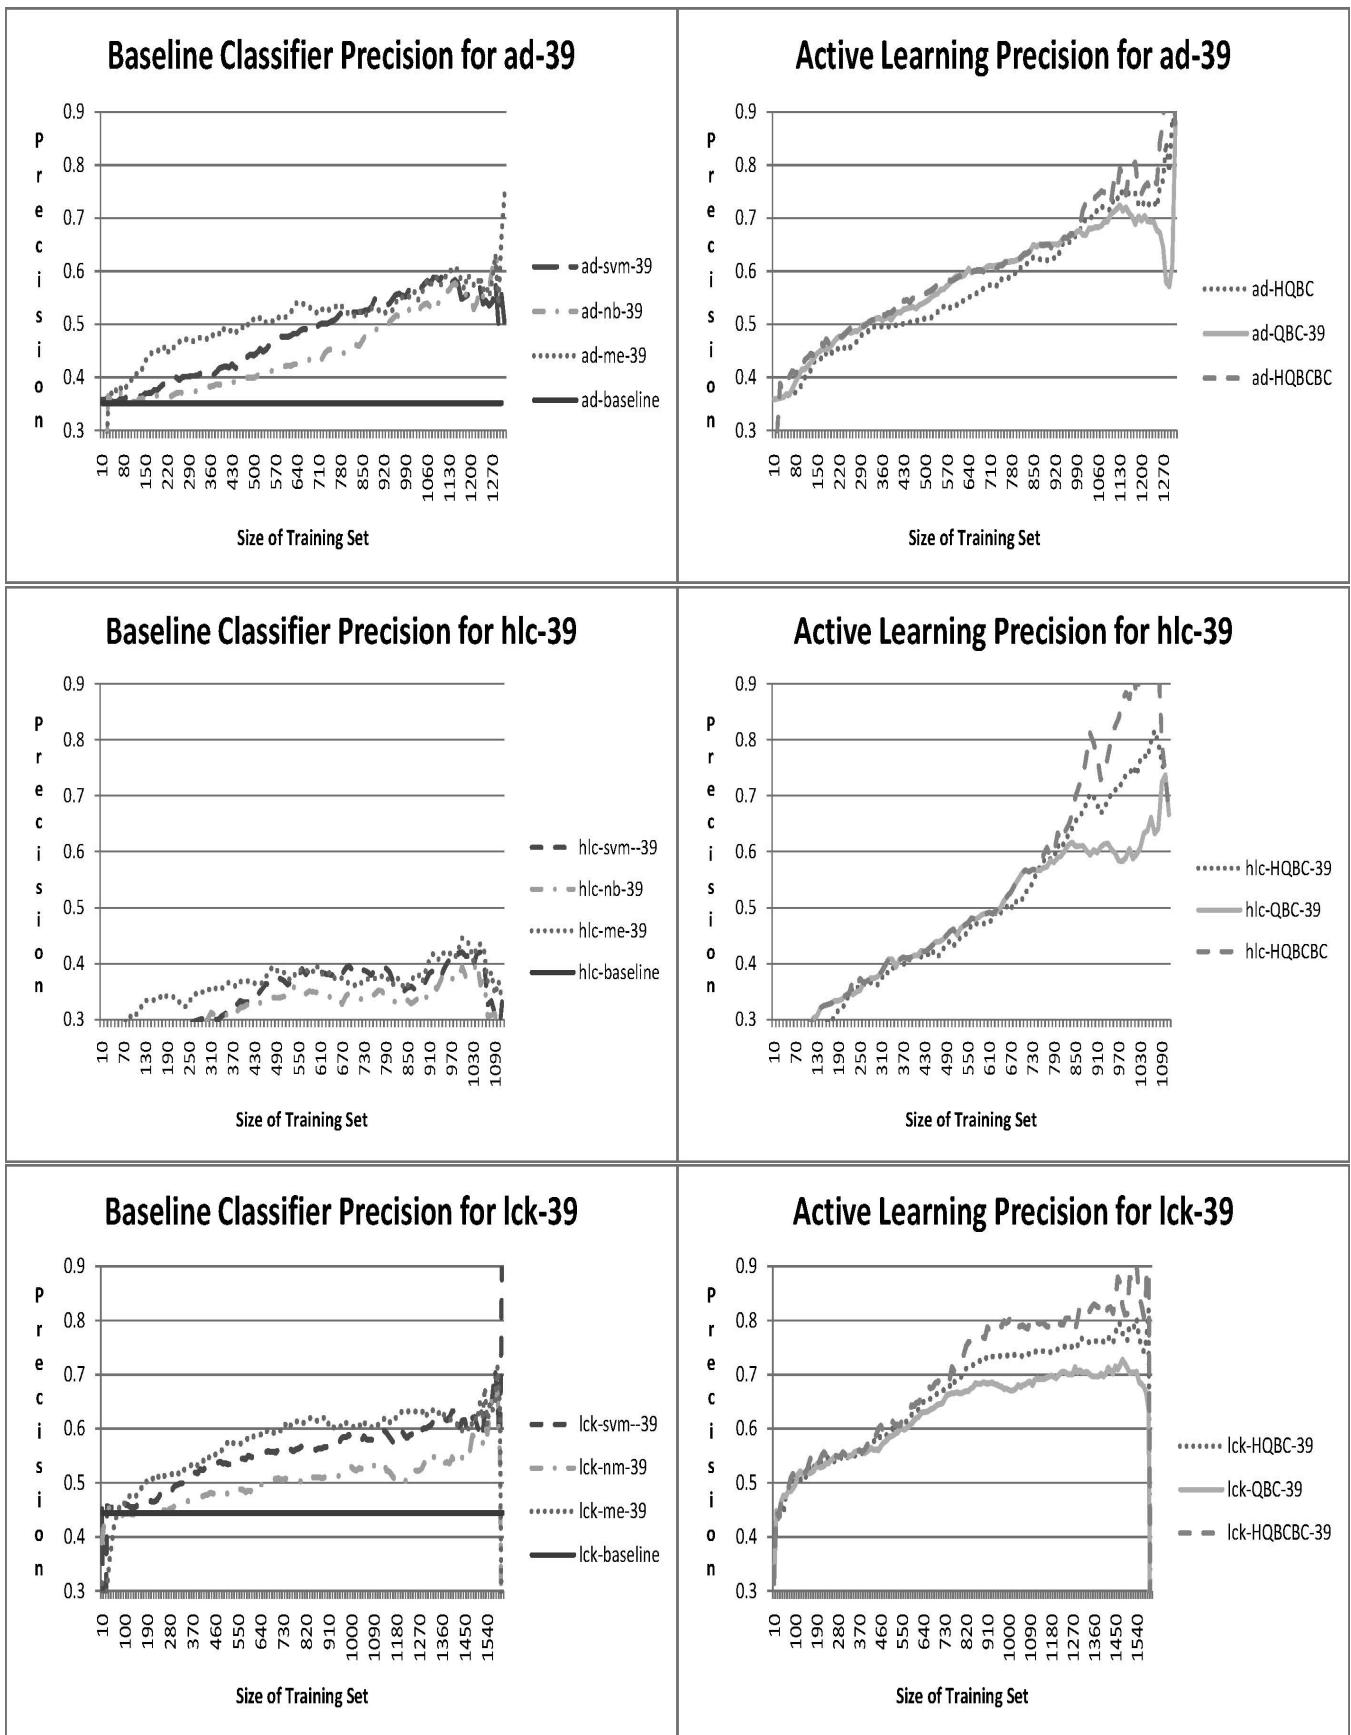 Baseline Classifier Precision for ad-39
0.9
0.8
0.7
0.6
0.5
0.4
0.3
Precision
10 80 150 220 290 360 430 500 570 640 710 780 850 920 990 1060 1130 1200 1270
Size of Training Set
ad-svm-39
ad-nb-39
ad-me-39
ad-baseline
Active Learning Precision for ad-39
0.9
0.8
0.7
0.6
0.5
0.4
0.3
Precision
10 80 150 220 290 360 430 500 570 640 710 780 850 920 990 1060 1130 1200 1270
Size of Training Set
ad-HQBC
ad-QBC-39
ad-HQBCBC
Baseline Classifier Precision for hlc-39
0.9
0.8
0.7
0.6
0.5
0.4
0.3
Precision
10 70 130 190 250 310 370 430 490 550 610 670 730 790 850 910 970 1030 1090
Size of Training Set
hlc-svm--39
hlc-nb-39
hlc-me-39
hlc-baseline
Active Learning Precision for hlc-39
0.9
0.8
0.7
0.6
0.5
0.4
0.3
Precision
10 70 130 190 250 310 370 430 490 550 610 670 730 790 850 910 970 1030 1090
Size of Training Set
hlc-HQBC-39
hlc-QBC-39
hlc-HQBCBC
Baseline Classifier Precision for lck-39
0.9
0.8
0.7
0.6
0.5
0.4
0.3
Precision
10 100 190 280 370 460 550 640 730 820 910 1000 1090 1180 1270 1360 1450 1540
Size of Training Set
lck-svm--39
lck-nm-39
lck-me-39
lck-baseline
Active Learning Precision for lck-39
0.9
0.8
0.7
0.6
0.5
0.4
0.3
Precision
10 100 190 280 370 460 550 640 730 820 910 1000 1090 1180 1270 1360 1450 1540
Size of Training Set
lck-HQBC-39
lck-QBC-39
lck-HQBCBC-39